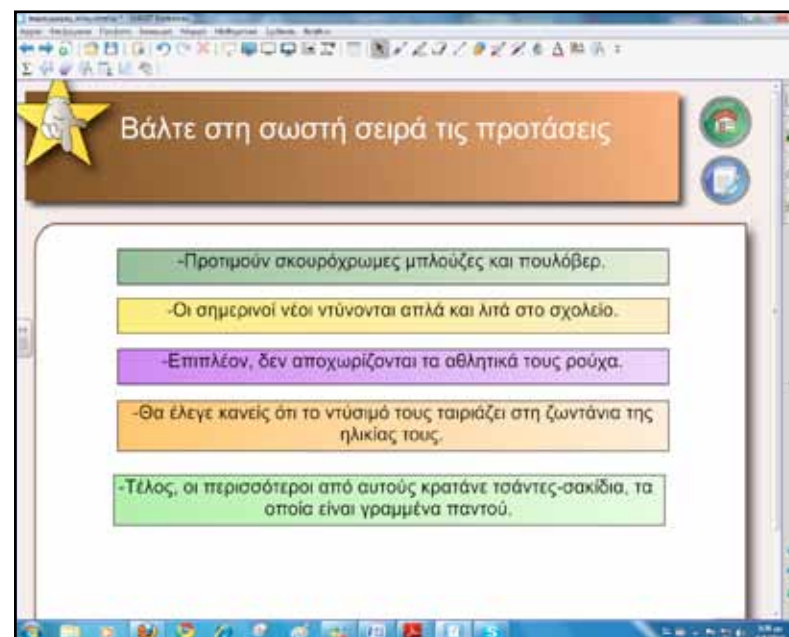 Βάλτε στη σωστή σειρά τις προτάσεις
-Προτιμούν σκουρόχρωμες μπλούζες και πουλόβερ.
-Οι σημερινοί νέοι ντύνονται απλά και λιτά στο σχολείο.
-Επιπλέον, δεν αποχωρίζονται τα αθλητικά τους ρούχα.
-Θα έλεγε κανείς ότι το ντύσιμό τους ταιριάζει στη ζωντάνια της
ηλικίας τους.
-Τέλος, οι περισσότεροι από αυτούς κρατάνε τσάντες-σακίδια, τα
οποία είναι γραμμένα παντού.